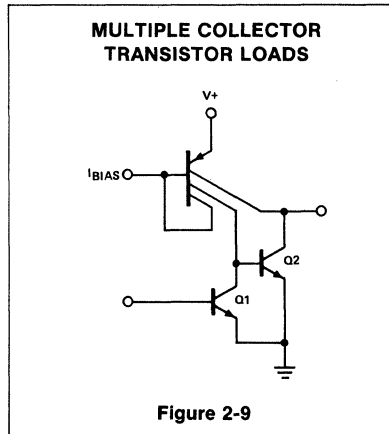 MULTIPLE COLLECTOR
TRANSISTOR LOADS
V+
IBIAS
Q2
Q1
Figure 2-9